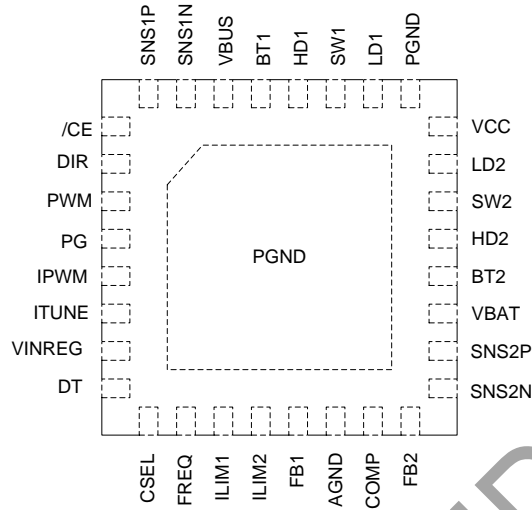 SNS1P
SNS1N
VBUS
BT1
HD1
SW1
LD1
PGND
/CE
DIR
PWM
PG
IPWM
ITUNE
VINREG
DT
PGND
VCC
LD2
SW2
HD2
BT2
VBAT
SNS2P
SNS2N
CSEL
FREQ
ILIM1
ILIM2
FB1
AGND
COMP
FB2